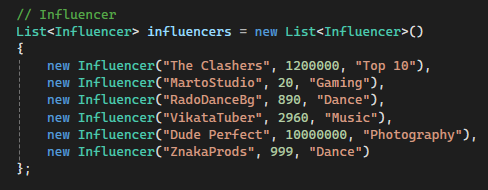 // Influencer
List<Influencer> influencers = new List<Influencer>()
{
new Influencer("The Clashers", 1200000, "Top 10"),
new Influencer("MartoStudio", 20, "Gaming"),
new Influencer("RadoDanceBg", 890, "Dance"),
new Influencer("VikataTuber", 2960, "Music"),
new Influencer("Dude Perfect", 10000000, "Photography"),
new Influencer("ZnakaProds", 999, "Dance")
};